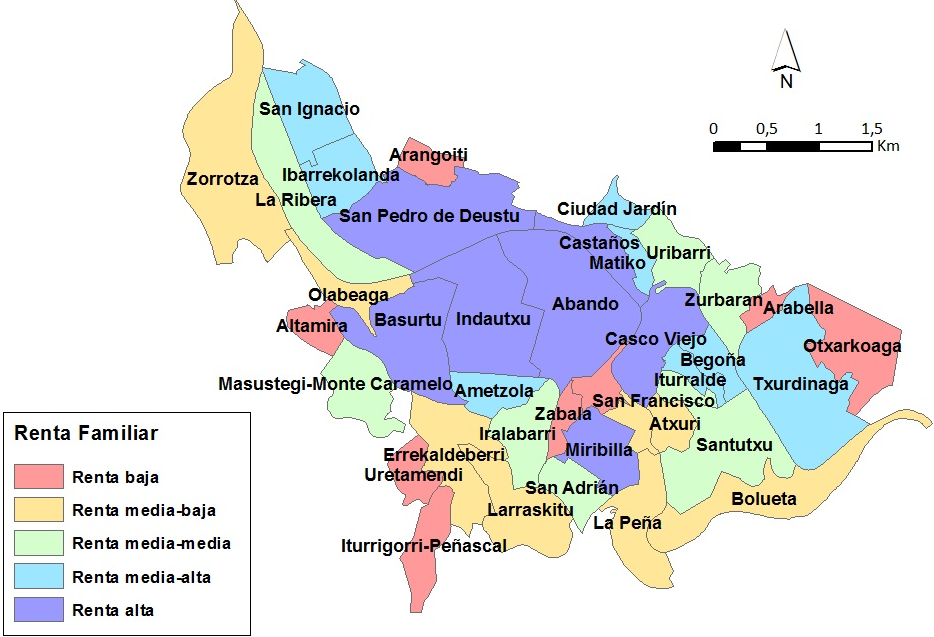 San Ignacio
N
0 0,5 1 1,5
Km
Arangoiti
Ibarrekolanda
Zorrotza
La Ribera
San Pedro de Deustu
Ciudad Jardín
Castaños
Uribarri
Matiko
Olabeaga
Zurbaran
Arabella
Altamira
Basurtu
Indautxu
Abando
Casco Viejo
Otxarkoaga
Begoña
Masustegi-Monte Caramelo
Ametzola
Iturralde
Txurdinaga
San Francisco
Zabala
Atxuri
Iralabarri
Santutxu
Miribilla
Errekaldeberri
Uretamendi
San Adrián
Bolueta
Larraskitu
La Peña
Iturrigorri-Peñascal
Renta Familiar
Renta baja
Renta media-baja
Renta media-media
Renta media-alta
Renta alta